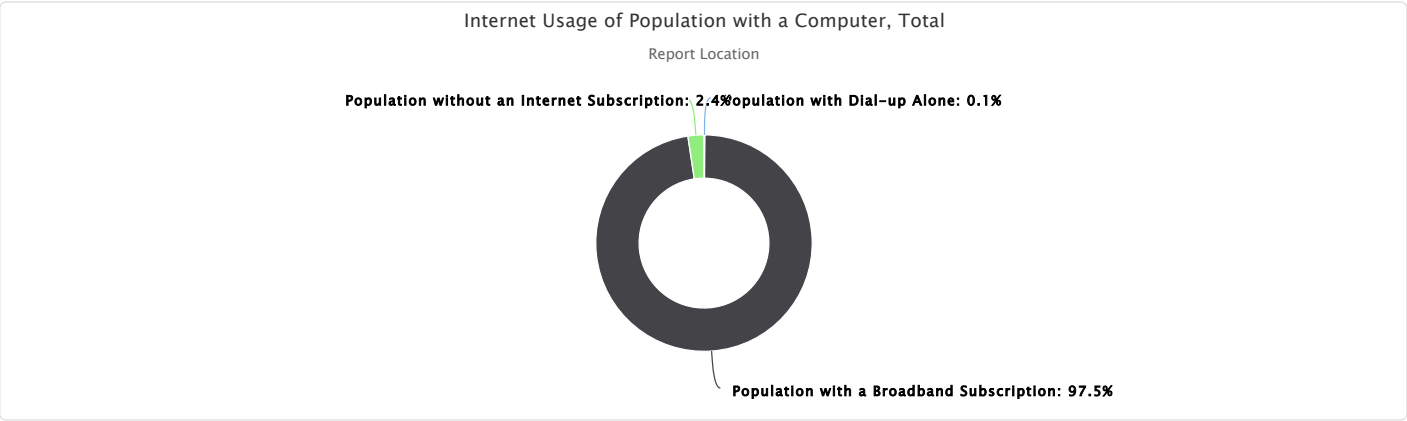 Internet Usage of Population with a Computer, Total
Report Location
Population without an Internet Subscription: 2.4%
Population with Dial-up Alone: 0.1%
Population with a Broadband Subscription: 97.5%